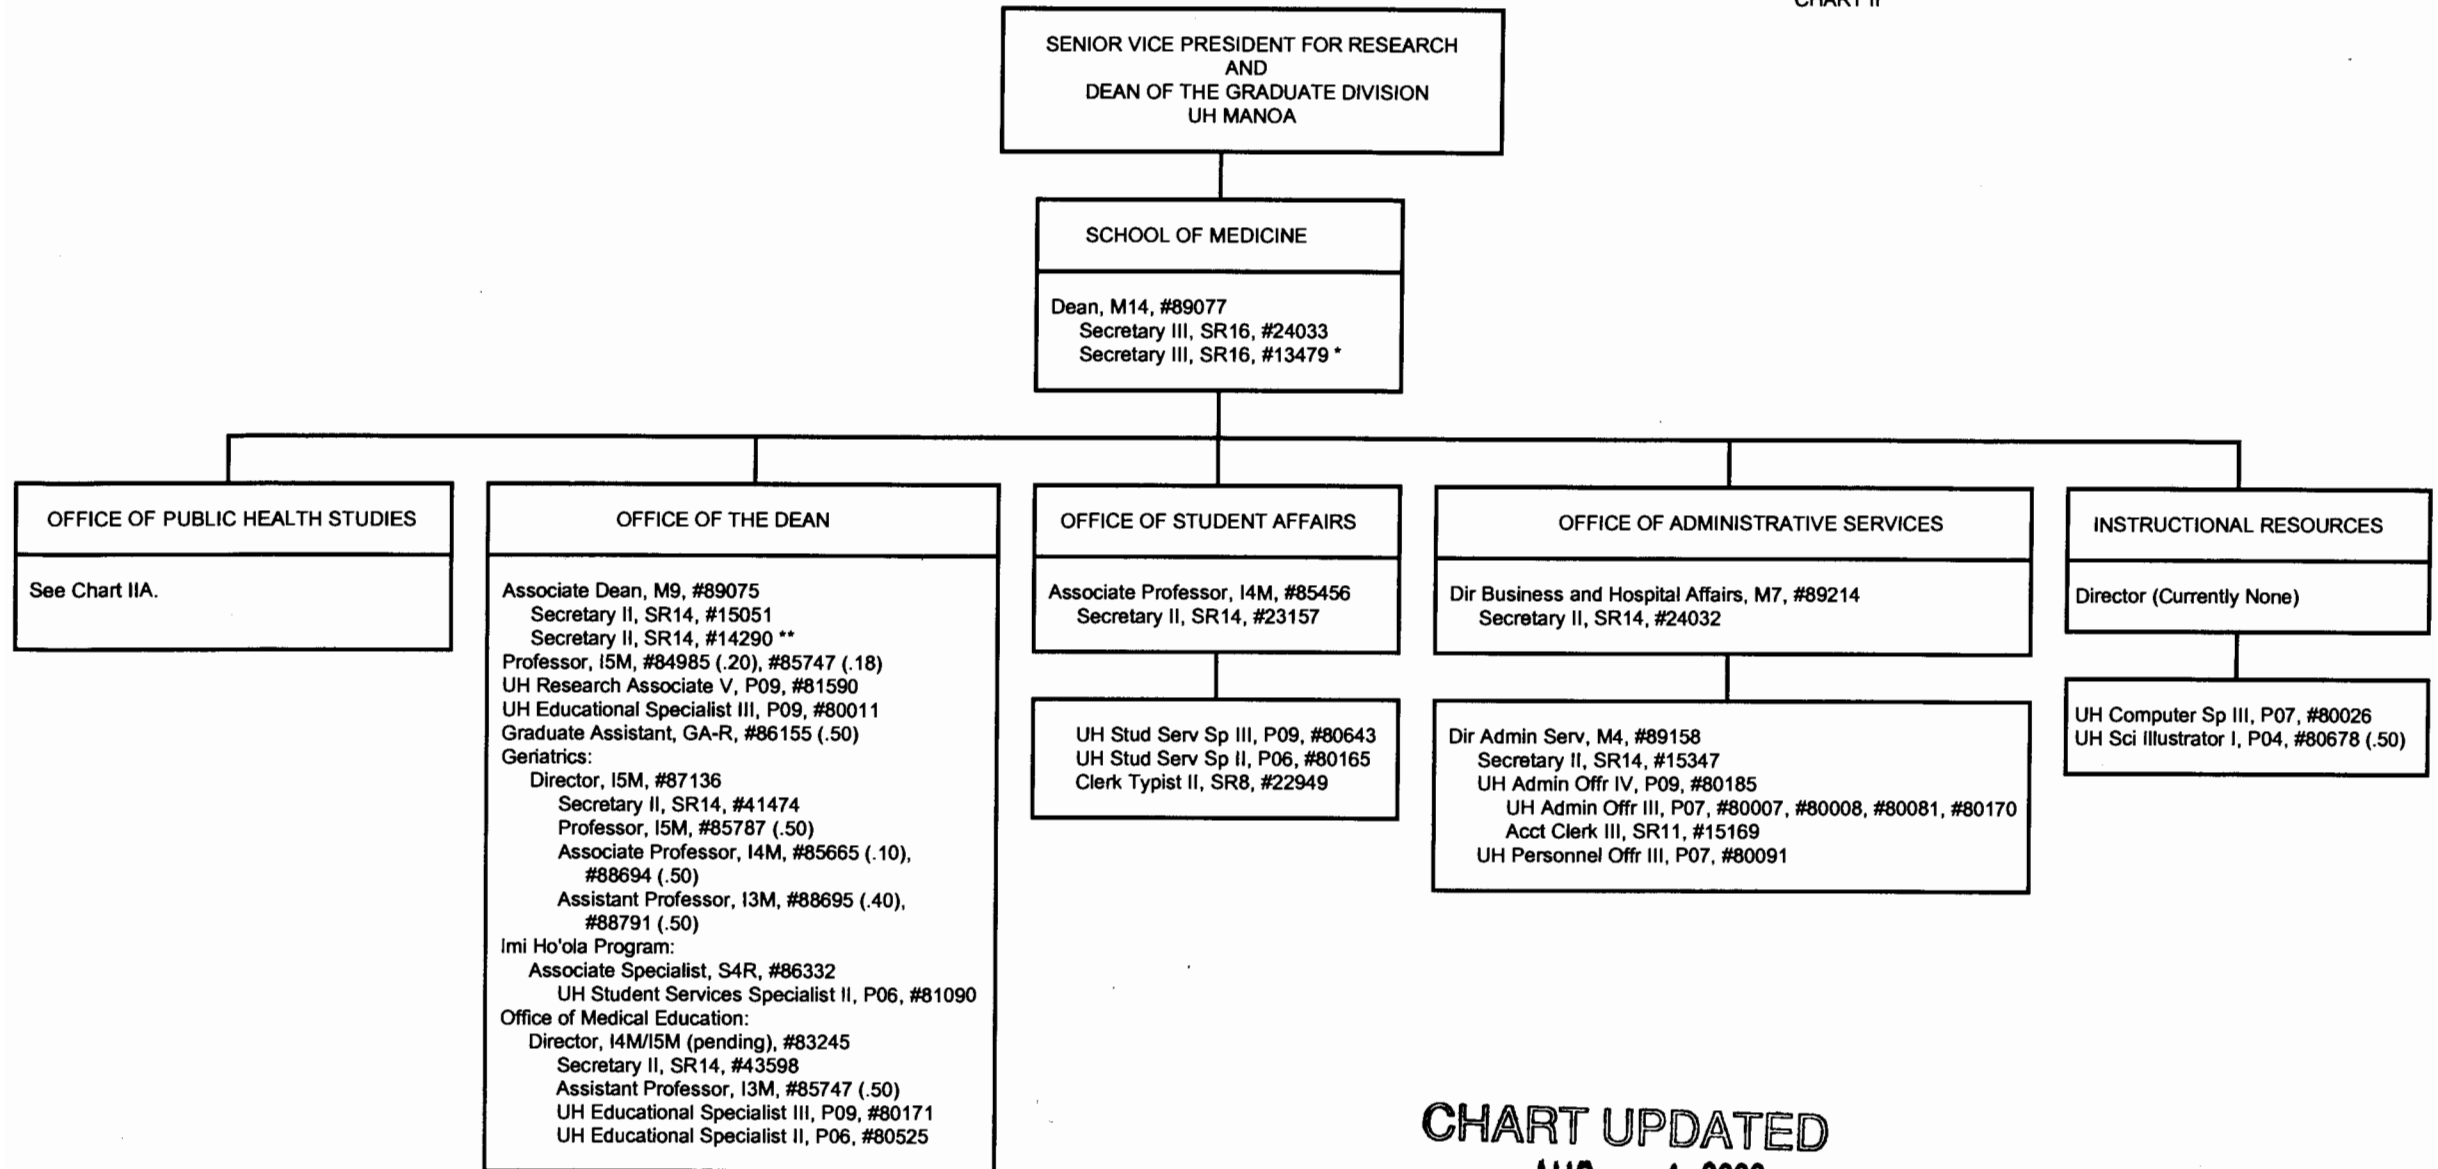 CHART II
SENIOR VICE PRESIDENT FOR RESEARCH
AND
DEAN OF THE GRADUATE DIVISION
UH MANOA
SCHOOL OF MEDICINE
Dean, M14, #89077
Secretary III, SR16, #24033
Secretary III, SR16, #13479 *
OFFICE OF PUBLIC HEALTH STUDIES
See Chart IIA.
OFFICE OF THE DEAN
Associate Dean, M9, #89075
Secretary II, SR14, #15051
Secretary II, SR14, #14290 **
Professor, I5M, #84985 (.20), #85747 (.18)
UH Research Associate V, P09, #81590
UH Educational Specialist III, P09, #80011
Graduate Assistant, GA-R, #86155 (.50)
Geriatrics:
Director, I5M, #87136
Secretary II, SR14, #41474
Professor, I5M, #85787 (.50)
Associate Professor, I4M, #85665 (.10),
#88694 (.50)
Assistant Professor, I3M, #88695 (.40),
#88791 (.50)
Imi Ho'ola Program:
Associate Specialist, S4R, #86332
UH Student Services Specialist II, P06, #81090
Office of Medical Education:
Director, I4M/I5M (pending), #83245
Secretary II, SR14, #43598
Assistant Professor, I3M, #85747 (.50)
UH Educational Specialist III, P09, #80171
UH Educational Specialist II, P06, #80525
OFFICE OF STUDENT AFFAIRS
Associate Professor, I4M, #85456
Secretary II, SR14, #23157
UH Stud Serv Sp III, P09, #80643
UH Stud Serv Sp II, P06, #80165
Clerk Typist II, SR8, #22949
OFFICE OF ADMINISTRATIVE SERVICES
Dir Business and Hospital Affairs, M7, #89214
Secretary II, SR14, #24032
Dir Admin Serv, M4, #89158
Secretary II, SR14, #15347
UH Admin Offr IV, P09, #80185
UH Admin Offr III, P07, #80007, #80008, #80081, #80170
Acct Clerk III, SR11, #15169
UH Personnel Offr III, P07, #80091
INSTRUCTIONAL RESOURCES
Director (Currently None)
UH Computer Sp III, P07, #80026
UH Sci Illustrator I, P04, #80678 (.50)
CHART UPDATED